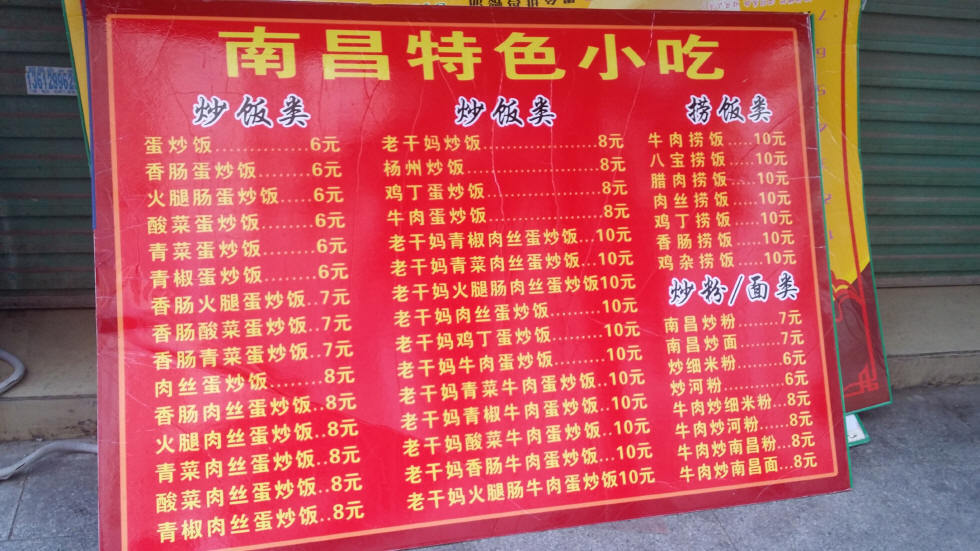 南昌特色小吃
炒饭类
蛋炒饭............6元
香肠蛋炒饭........6元
火腿肠蛋炒饭.....6元
酸菜蛋炒饭........6元
青菜蛋炒饭........6元
青椒蛋炒饭........6元
香肠火腿蛋炒饭..7元
香肠酸菜蛋炒饭..7元
香肠青菜蛋炒饭..7元
肉丝蛋炒饭........8元
香肠肉丝蛋炒饭..8元
火腿肉丝蛋炒饭..8元
青菜肉丝蛋炒饭..8元
酸菜肉丝蛋炒饭..8元
青椒肉丝蛋炒饭..8元
炒饭类
老干妈炒饭..................8元
杨州炒饭.....................8元
鸡丁蛋炒饭..................8元
牛肉蛋炒饭..................8元
老干妈青椒肉丝蛋炒饭...10元
老干妈青菜肉丝蛋炒饭...10元
老干妈火腿肠肉丝蛋炒饭10元
老干妈肉丝蛋炒饭.........10元
老干妈鸡丁蛋炒饭.........10元
老干妈牛肉蛋炒饭.........10元
老干妈青菜牛肉蛋炒饭..10元
老干妈青椒牛肉蛋炒饭..10元
老干妈酸菜牛肉蛋炒饭..10元
老干妈香肠牛肉蛋炒饭...10元
老干妈火腿肠牛肉蛋炒饭10元
捞饭类
牛肉捞饭.....10元
八宝捞饭.....10元
腊肉捞饭.....10元
肉丝捞饭.....10元
鸡丁捞饭.....10元
香肠捞饭.....10元
鸡杂捞饭.....10元
炒粉/面类
南昌炒粉........7元
南昌炒面........7元
炒细米粉........6元
炒河粉...........6元
牛肉炒细米粉...8元
牛肉炒河粉......8元
牛肉炒南昌粉...8元
牛肉炒南昌面...8元